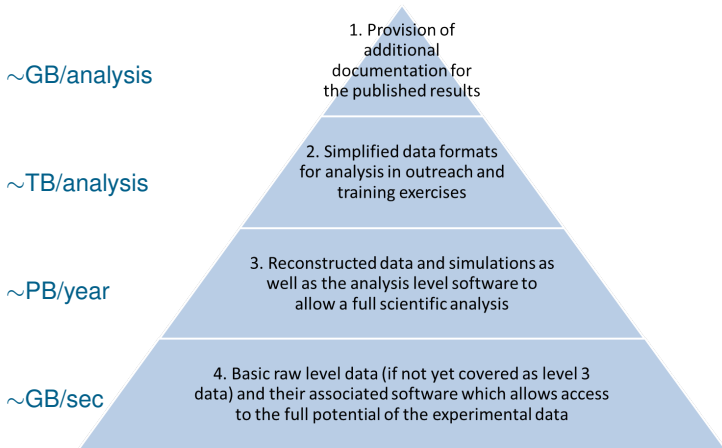 1. Provision of
additional
documentation for
the published results
∼GB/analysis
2. Simplified data formats
for analysis in outreach and
training exercises
∼TB/analysis
3. Reconstructed data and simulations as
well as the analysis level software to
allow a full scientific analysis
∼PB/year
4. Basic raw level data (if not yet covered as level 3
data) and their associated software which allows access
to the full potential of the experimental data
∼GB/sec